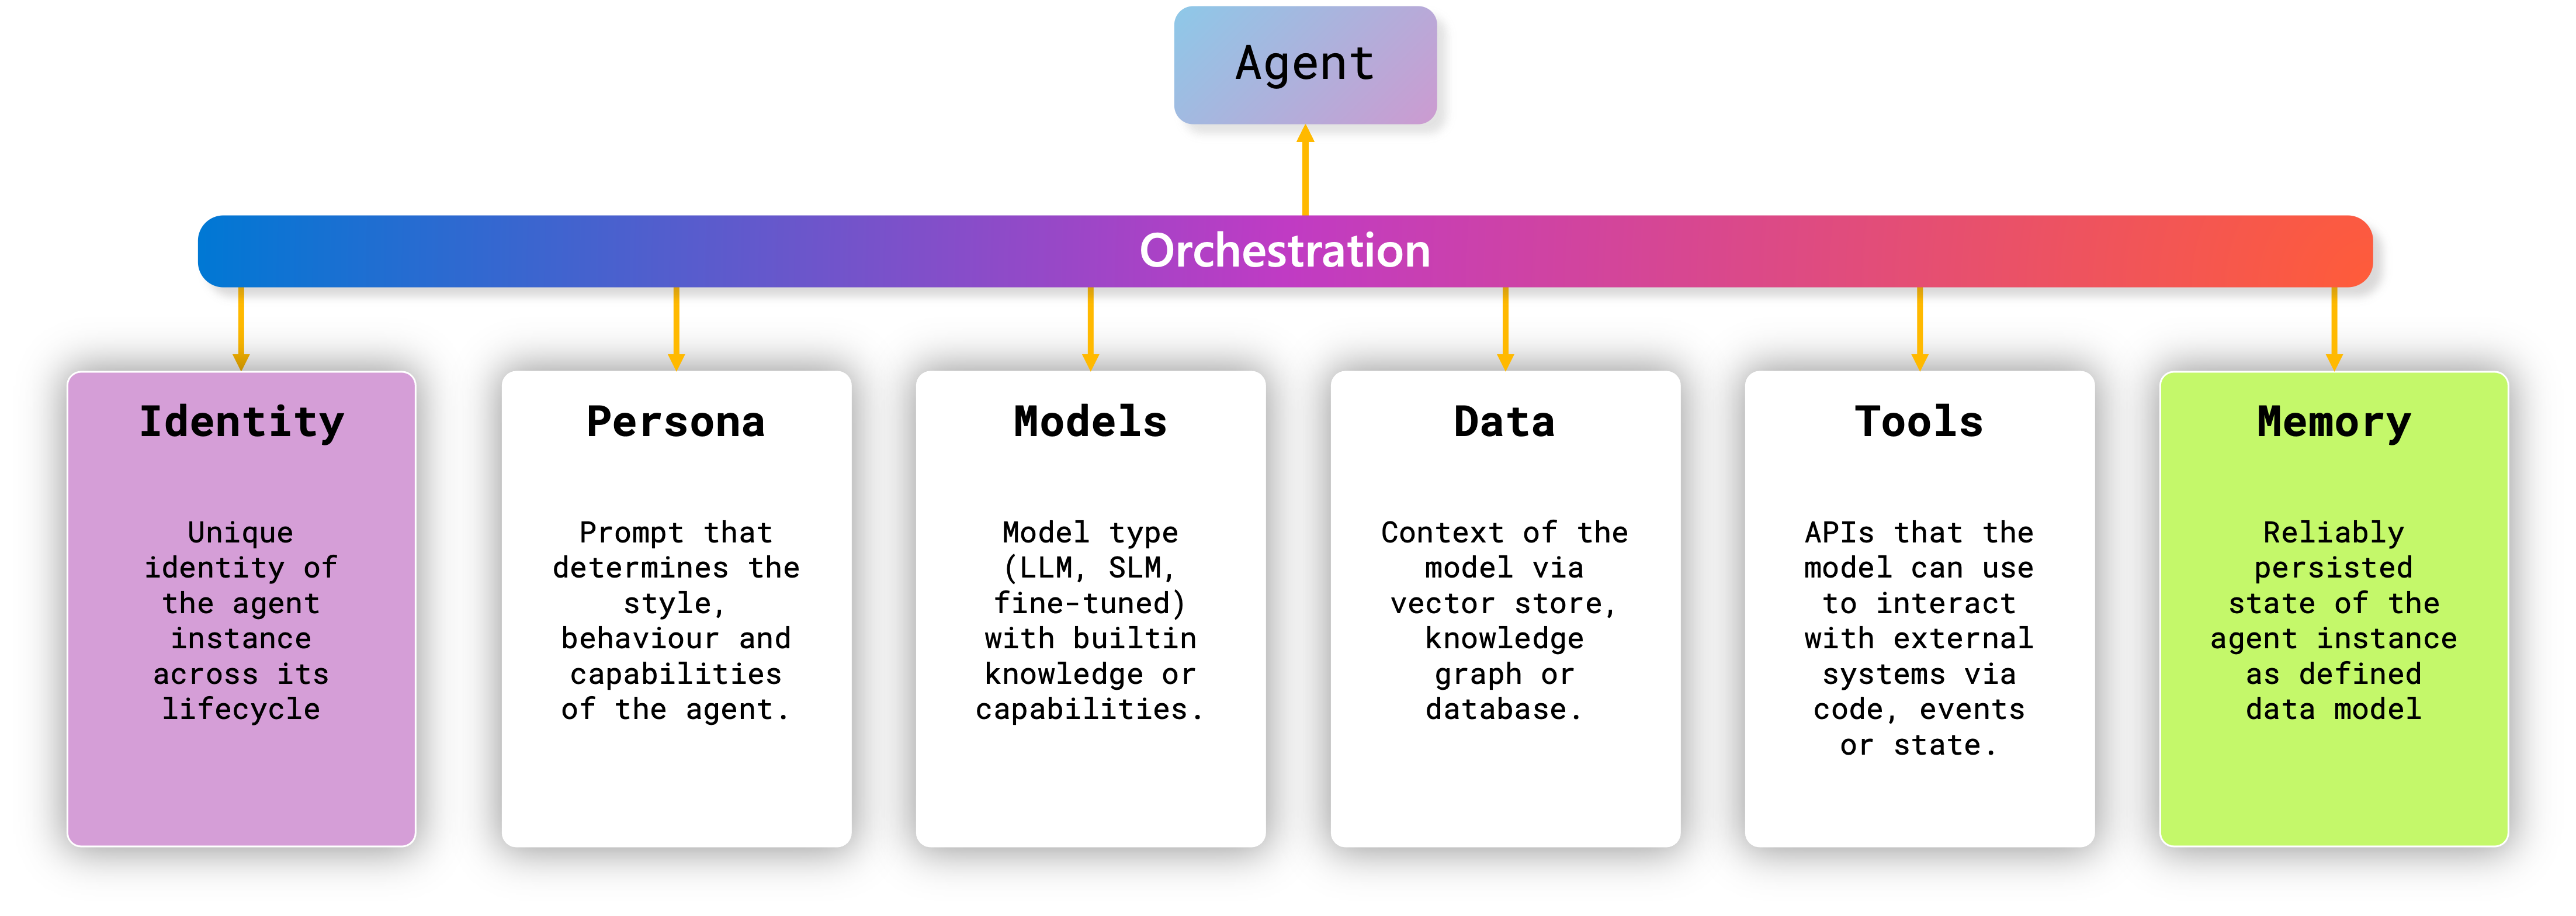 Agent
Orchestration
Identity
Unique
identity of
the agent
instance
across its
lifecycle
Persona
Prompt that
determines the
style,
behaviour and
capabilities
of the agent.
Models
Model type
(LLM, SLM,
fine-tuned)
with builtin
knowledge or
capabilities.
Data
Context of the
model via
vector store,
knowledge
graph or
database.
Tools
APIs that the
model can use
to interact
with external
systems via
code, events
or state.
Memory
Reliably
persisted
state of the
agent instance
as defined
data model